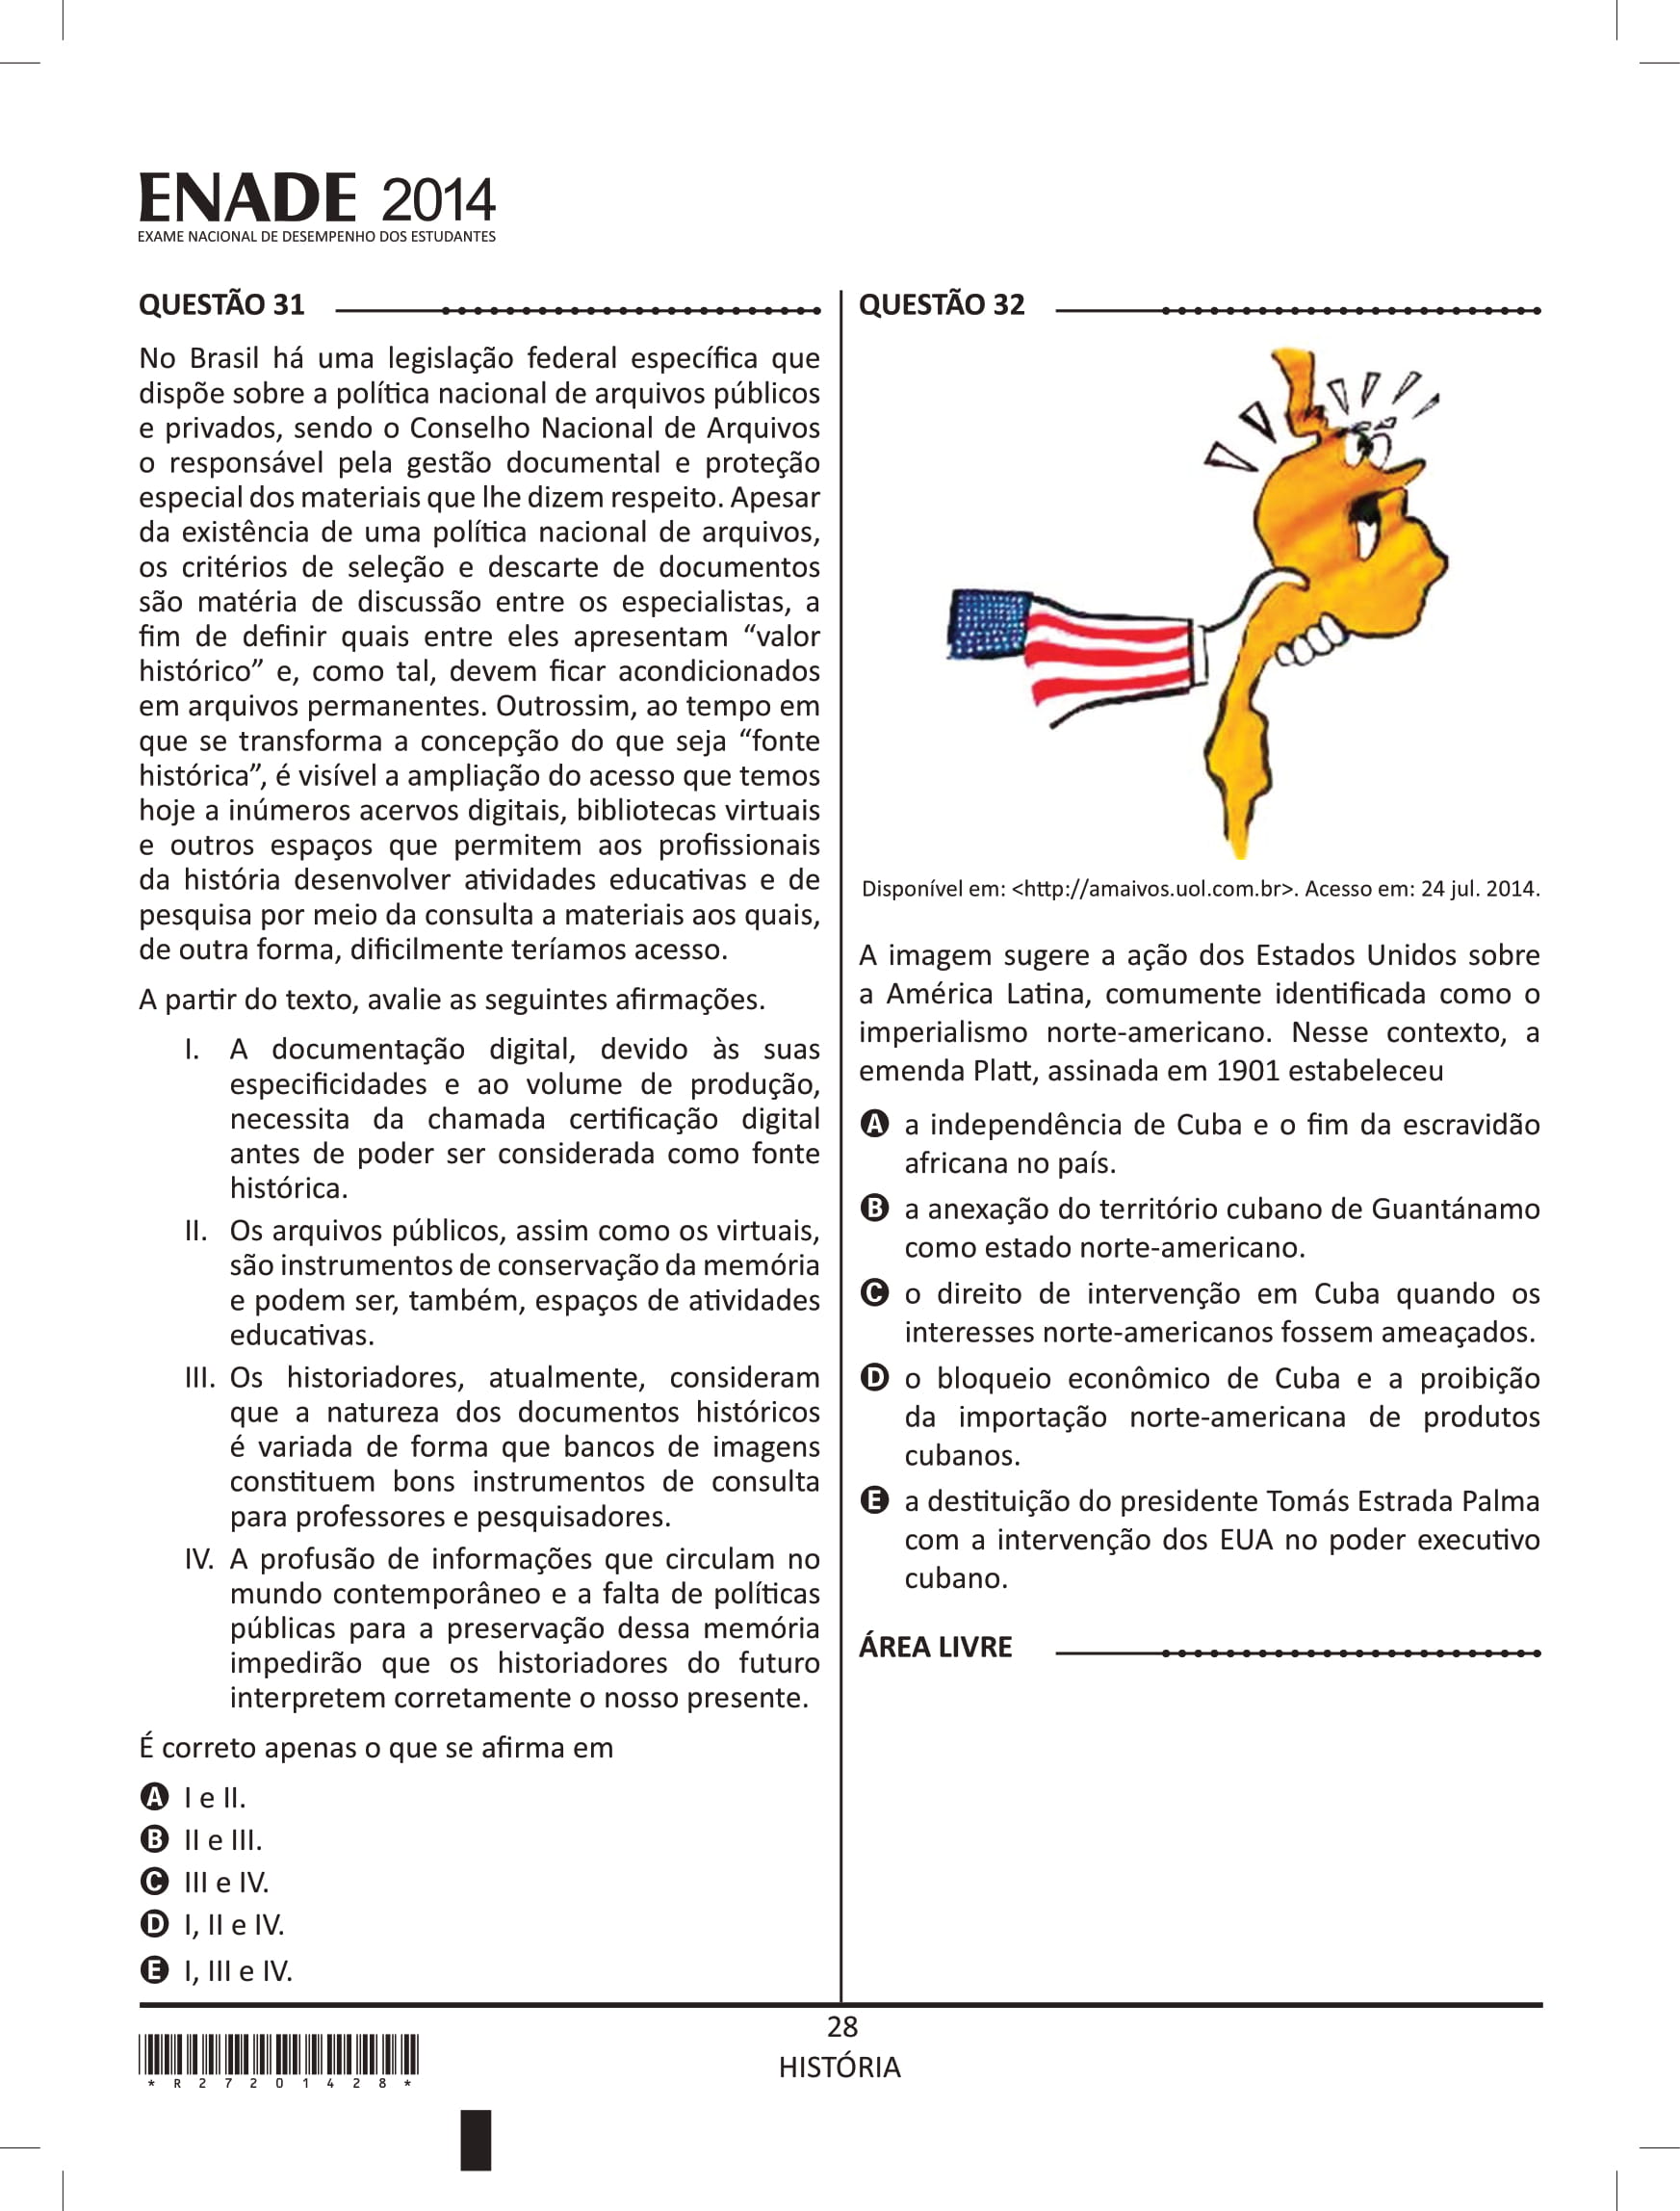 ENADE 2014
EXAME NACIONAL DE DESEMPENHO DOS ESTUDANTES
QUESTÃO 31
No Brasil há uma legislação federal específica que
dispõe sobre a política nacional de arquivos públicos
e privados, sendo o Conselho Nacional de Arquivos
o responsável pela gestão documental e proteção
especial dos materiais que lhe dizem respeito. Apesar
da existência de uma política nacional de arquivos,
os critérios de seleção e descarte de documentos
são matéria de discussão entre os especialistas, a
fim de definir quais entre eles apresentam “valor
histórico” e, como tal, devem ficar acondicionados
em arquivos permanentes. Outrossim, ao tempo em
que se transforma a concepção do que seja “fonte
histórica”, é visível a ampliação do acesso que temos
hoje a inúmeros acervos digitais, bibliotecas virtuais
e outros espaços que permitem aos profissionais
da história desenvolver atividades educativas e de
pesquisa por meio da consulta a materiais aos quais,
de outra forma, dificilmente teríamos acesso.
A partir do texto, avalie as seguintes afirmações.
I. A documentação digital, devido às suas
especificidades e ao volume de produção,
necessita da chamada certificação digital
antes de poder ser considerada como fonte
histórica.
II. Os arquivos públicos, assim como os virtuais,
são instrumentos de conservação da memória
e podem ser, também, espaços de atividades
educativas.
III. Os historiadores, atualmente, consideram
que a natureza dos documentos históricos
é variada de forma que bancos de imagens
constituem bons instrumentos de consulta
para professores e pesquisadores.
IV. A profusão de informações que circulam no
mundo contemporâneo e a falta de políticas
públicas para a preservação dessa memória
impedirão que os historiadores do futuro
interpretem corretamente o nosso presente.
É correto apenas o que se afirma em
A I e II.
B II e III.
C III e IV.
D I, II e IV.
E I, III e IV.
QUESTÃO 32
Disponível em: <http://amaivos.uol.com.br>. Acesso em: 24 jul. 2014.
A imagem sugere a ação dos Estados Unidos sobre
a América Latina, comumente identificada como o
imperialismo norte-americano. Nesse contexto, a
emenda Platt, assinada em 1901 estabeleceu
A a independência de Cuba e o fim da escravidão
africana no país.
B a anexação do território cubano de Guantánamo
como estado norte-americano.
C o direito de intervenção em Cuba quando os
interesses norte-americanos fossem ameaçados.
D o bloqueio econômico de Cuba e a proibição
da importação norte-americana de produtos
cubanos.
E a destituição do presidente Tomás Estrada Palma
com a intervenção dos EUA no poder executivo
cubano.
ÁREA LIVRE
28
HISTÓRIA
* R 2 7 2 0 1 4 2 8 *